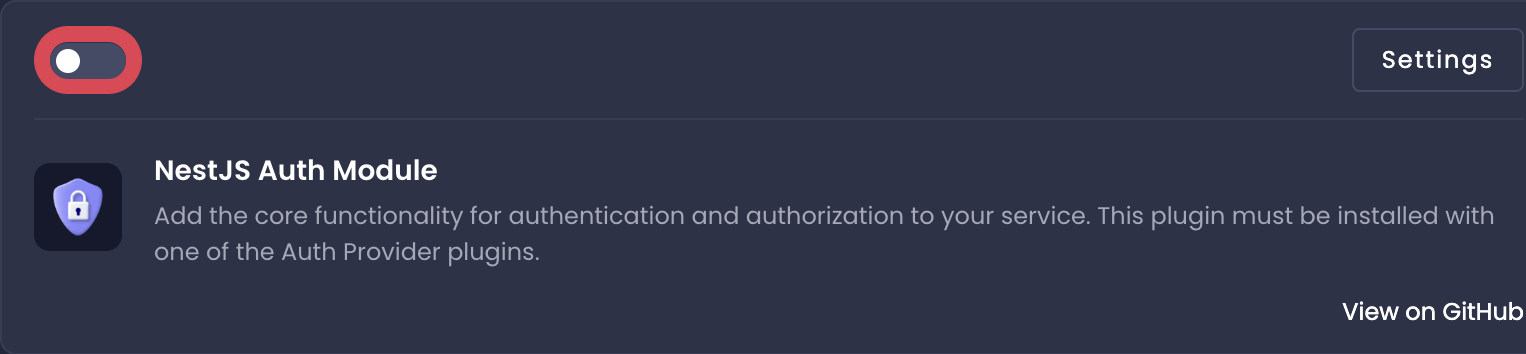 Settings
NestJS Auth Module
Add the core functionality for authentication and authorization to your service. This plugin must be installed with
one of the Auth Provider plugins.
View on GitHub